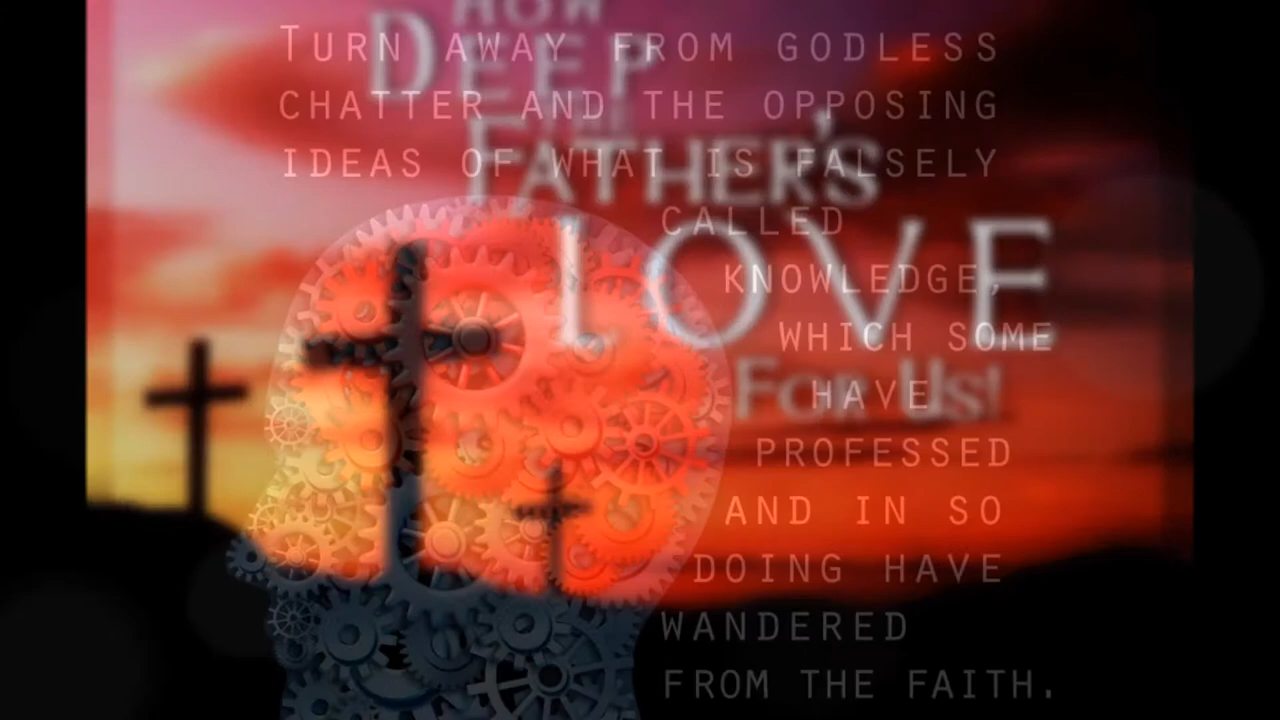 HOW
DEEP
FATHER'S
LOVE
FOR US!
TURN AWAY FROM GODLESS
CHATTER AND THE OPPOSING
IDEAS OF WHAT IS FALSELY
CALLED
KNOWLEDGE,
WHICH SOME
HAVE
PROFESSED
AND IN SO
DOING HAVE
WANDERED
FROM THE FAITH.